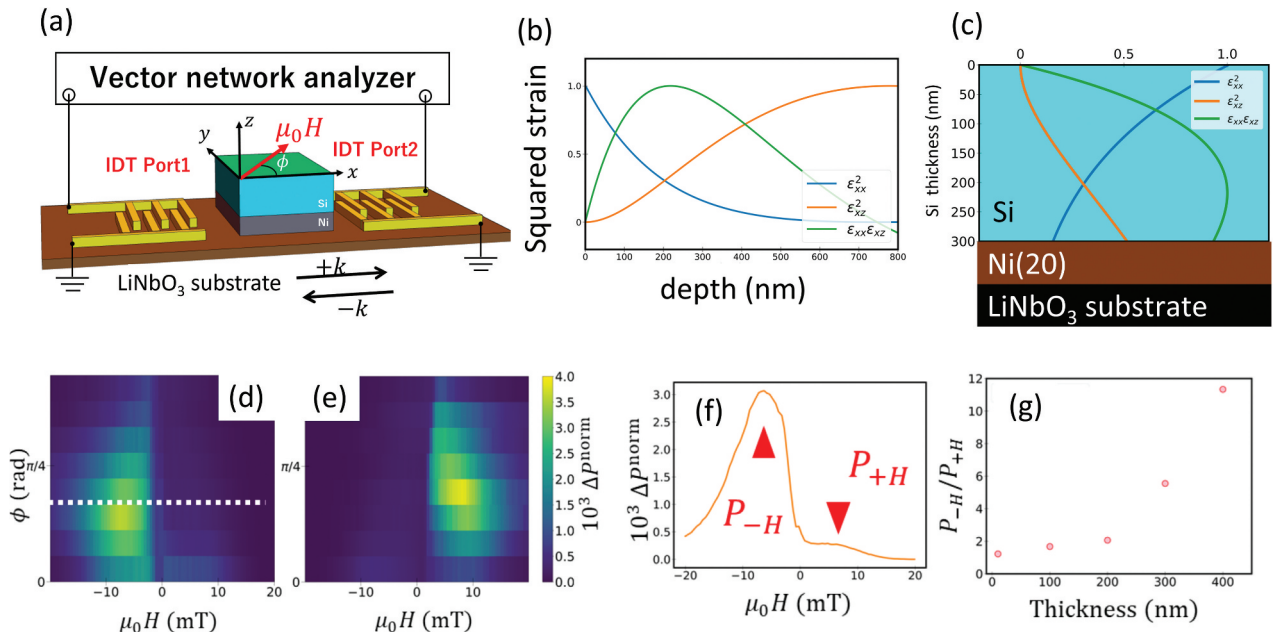 (a)
Vector network analyzer
z
y
μ₀H
IDT Port1
ϕ
IDT Port2
x
Si
Ni
LiNbO₃ substrate
+k
−k
(b)
Squared strain
1.0
0.5
0
0 100 200 300 400 500 600 700 800
depth (nm)
ε²ₓₓ
ε²ₓz
εₓₓεₓz
(c)
0 0.5 1.0
Si thickness (nm)
0
50
100
150
200
250
300
ε²ₓₓ
ε²ₓz
εₓₓεₓz
Si
Ni(20)
LiNbO₃ substrate
(d)
ϕ (rad)
π/4
0
−10 0 10 20
μ₀H (mT)
(e)
π/4
0
−10 0 10 20
μ₀H (mT)
4.0
3.5
3.0
2.5
2.0
1.5
1.0
0.5
0.0
10³ ΔPⁿᵒʳᵐ
(f)
10³ ΔPⁿᵒʳᵐ
3.0
2.5
2.0
1.5
1.0
0.5
0.0
P₋H
P₊H
−20 −10 0 10 20
μ₀H (mT)
(g)
P₋H/P₊H
12
10
8
6
4
2
0
0 100 200 300 400
Thickness (nm)